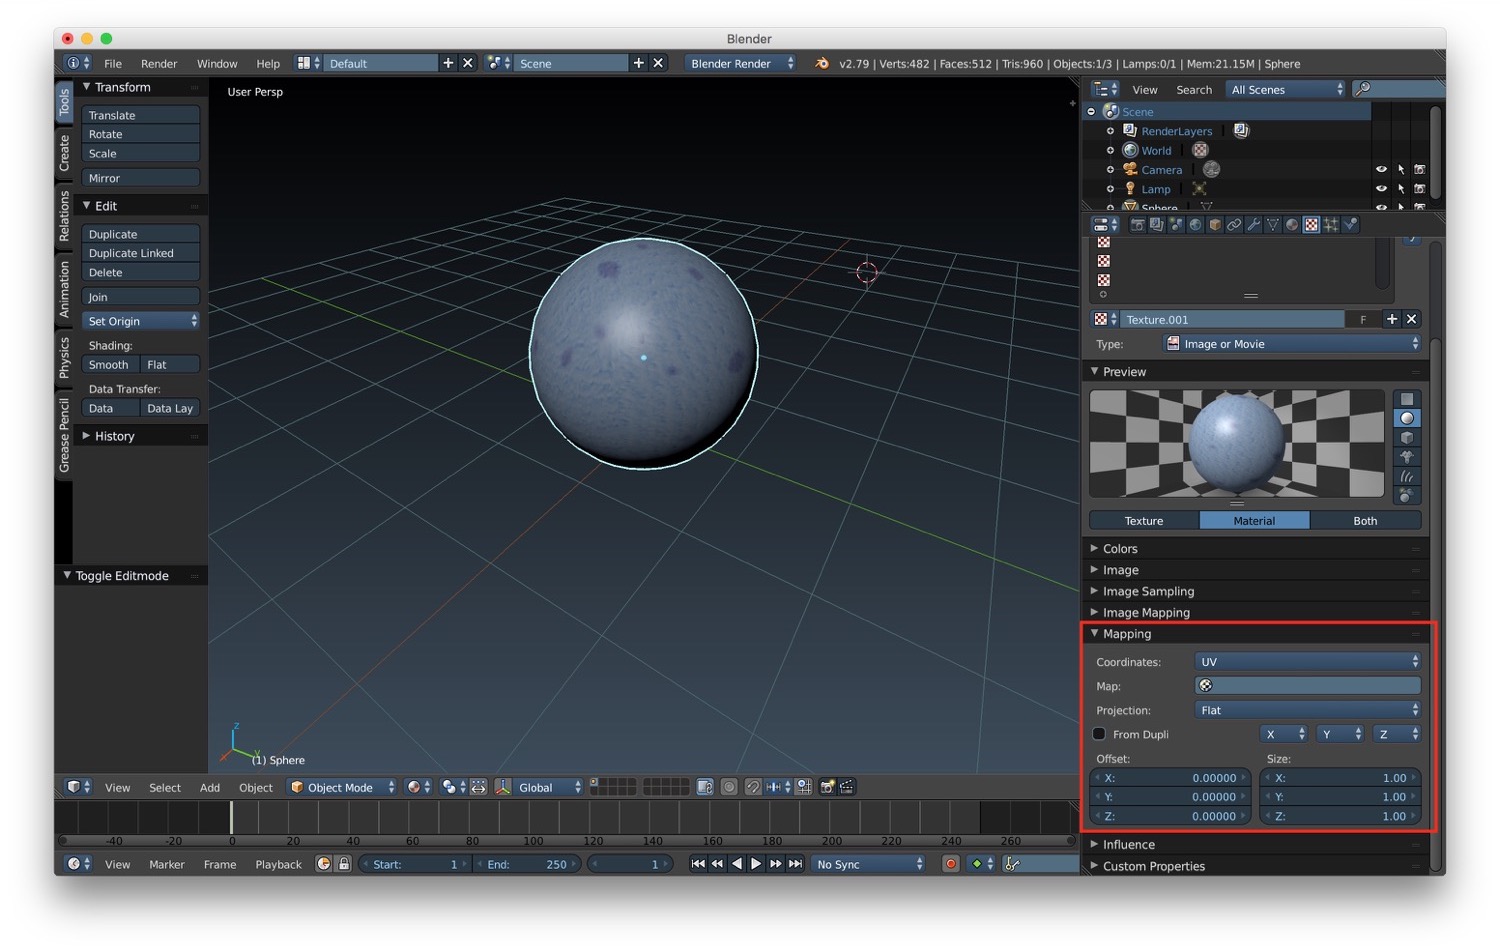 Blender
File Render Window Help Default Scene Blender Render v2.79 | Verts:482 | Faces:512 | Tris:960 | Objects:1/3 | Lamps:0/1 | Mem:21.15M | Sphere
Tools
Create
Relations
Animation
Physics
Grease Pencil
Transform
Translate
Rotate
Scale
Mirror
Edit
Duplicate
Duplicate Linked
Delete
Join
Set Origin
Shading:
Smooth Flat
Data Transfer:
Data Data Lay
History
Toggle Editmode
User Persp
z
x
Y
(1) Sphere
View Select Add Object Object Mode Global
-40 -20 0 20 40 60 80 100 120 140 160 180 200 220 240 260
View Marker Frame Playback Start: 1 End: 250 1 No Sync
View Search All Scenes
Scene
RenderLayers
World
Camera
Lamp
Sphere
Texture.001 F
Type: Image or Movie
Preview
Texture Material Both
Colors
Image
Image Sampling
Image Mapping
Mapping
Coordinates: UV
Map:
Projection: Flat
From Dupli X Y Z
Offset: Size:
X: 0.00000 X: 1.00
Y: 0.00000 Y: 1.00
Z: 0.00000 Z: 1.00
Influence
Custom Properties